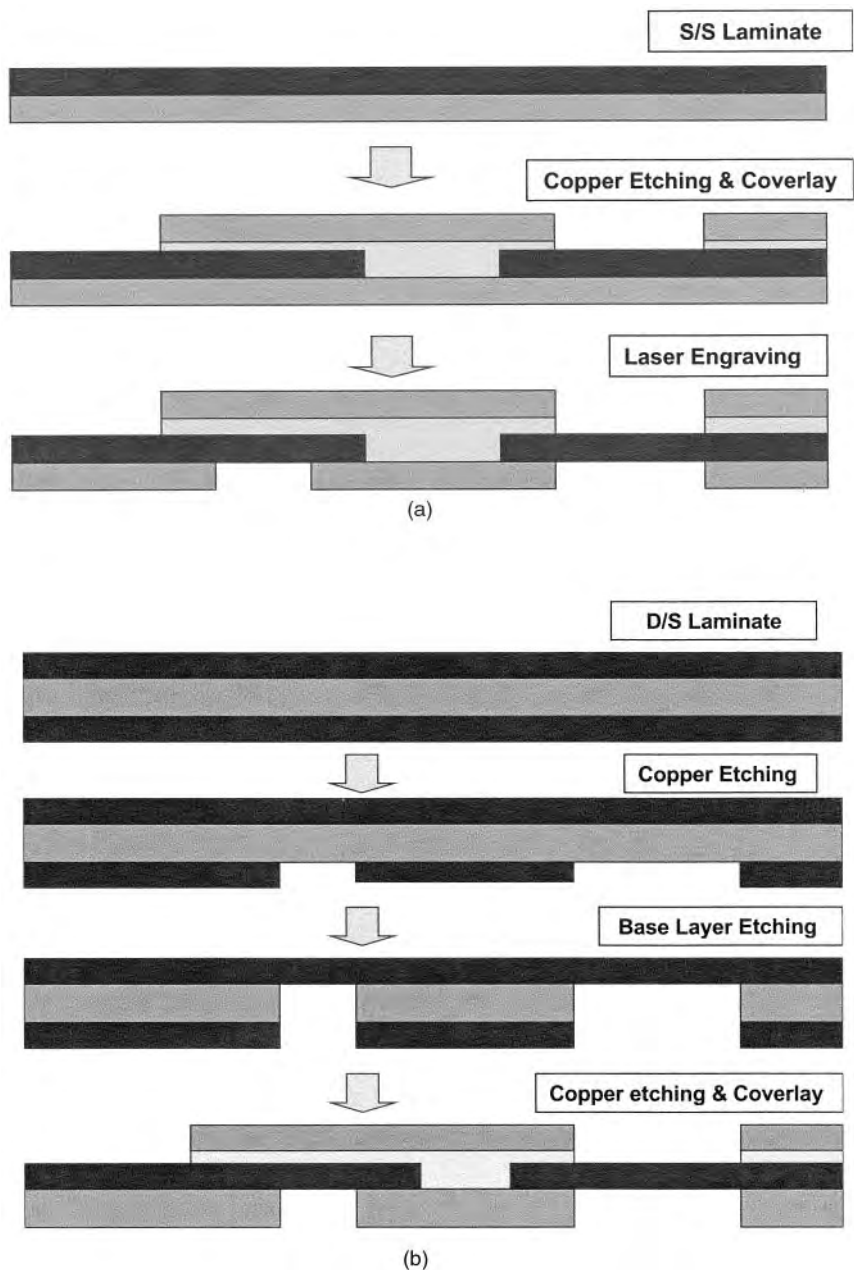 S/S Laminate
Copper Etching & Coverlay
Laser Engraving
(a)
D/S Laminate
Copper Etching
Base Layer Etching
Copper etching & Coverlay
(b)